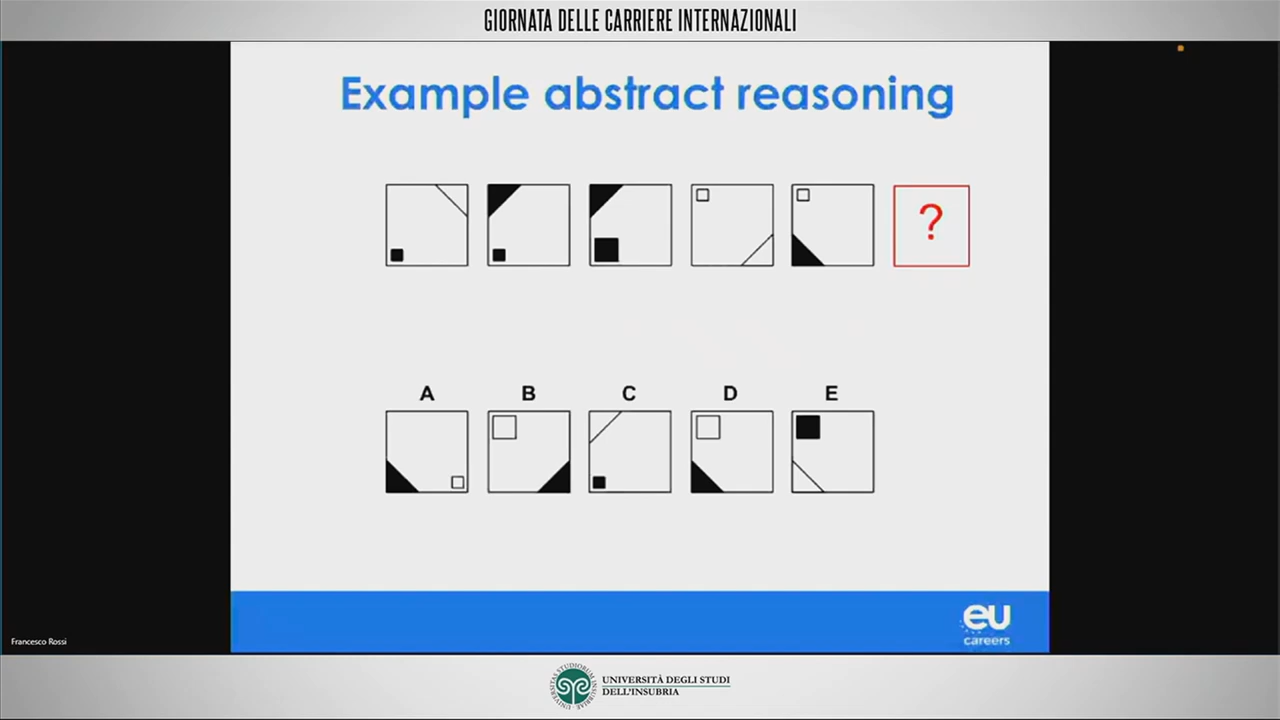 GIORNATA DELLE CARRIERE INTERNAZIONALI
Example abstract reasoning
?
A B C D E
eu
careers
Francesco Rossi
UNIVERSITÀ DEGLI STUDI
DELL'INSUBRIA